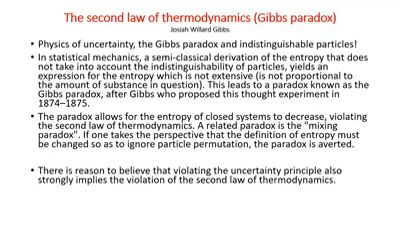 The second law of thermodynamics (Gibbs paradox)
Josiah Willard Gibbs
• Physics of uncertainty, the Gibbs paradox and indistinguishable particles!
• In statistical mechanics, a semi-classical derivation of the entropy that does
not take into account the indistinguishability of particles, yields an
expression for the entropy which is not extensive (is not proportional to
the amount of substance in question). This leads to a paradox known as the
Gibbs paradox, after Gibbs who proposed this thought experiment in
1874–1875.
• The paradox allows for the entropy of closed systems to decrease, violating
the second law of thermodynamics. A related paradox is the "mixing
paradox". If one takes the perspective that the definition of entropy must
be changed so as to ignore particle permutation, the paradox is averted.
• There is reason to believe that violating the uncertainty principle also
strongly implies the violation of the second law of thermodynamics.